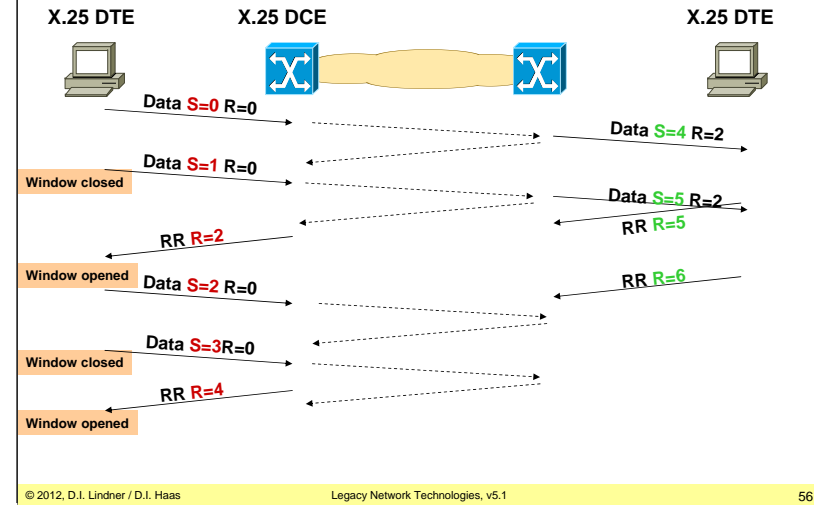 X.25 DTE X.25 DCE X.25 DTE
Data S=0 R=0
Data S=4 R=2
Data S=1 R=0
Window closed
Data S=5 R=2
RR R=5
RR R=2
Window opened
RR R=6
Data S=2 R=0
Data S=3R=0
Window closed
RR R=4
Window opened
© 2012, D.I. Lindner / D.I. Haas Legacy Network Technologies, v5.1 56